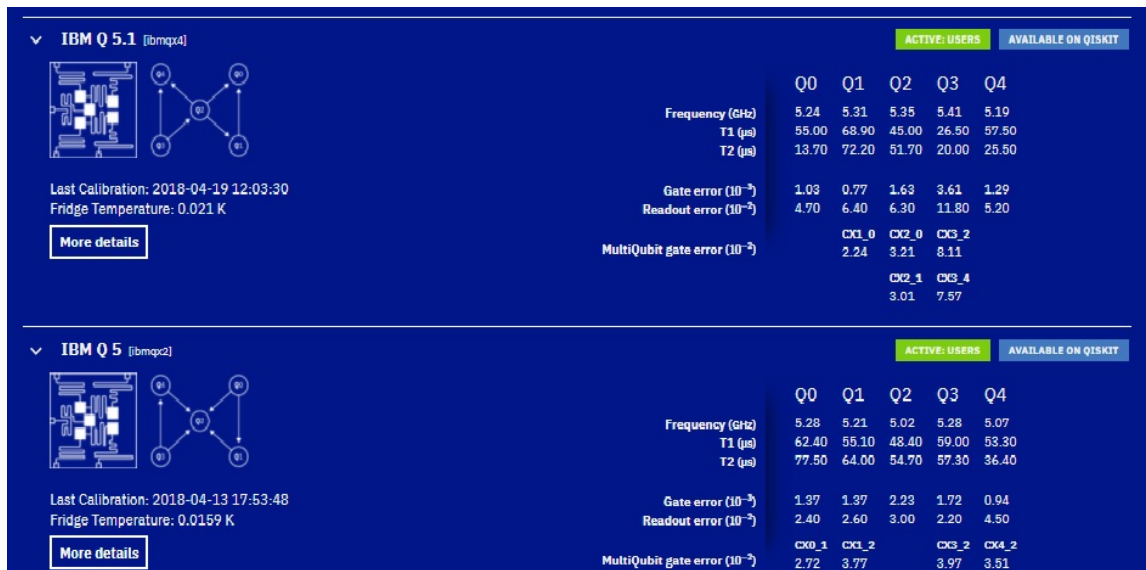 IBM Q 5.1 [ibmqx4] ACTIVE: USERS AVAILABLE ON QISKIT
Q4 Q0
Q2
Q3 Q1
Q0 Q1 Q2 Q3 Q4
Frequency (GHz) 5.24 5.31 5.35 5.41 5.19
T1 (µs) 55.00 68.90 45.00 26.50 57.50
T2 (µs) 13.70 72.20 51.70 20.00 25.50
Last Calibration: 2018-04-19 12:03:30
Fridge Temperature: 0.021 K
More details
Gate error (10⁻³) 1.03 0.77 1.63 3.61 1.29
Readout error (10⁻²) 4.70 6.40 6.30 11.80 5.20
CX1_0 CX2_0 CX3_2
MultiQubit gate error (10⁻²) 2.24 3.21 8.11
CX2_1 CX3_4
3.01 7.57
IBM Q 5 [ibmqx2] ACTIVE: USERS AVAILABLE ON QISKIT
Q4 Q0
Q2
Q3 Q1
Q0 Q1 Q2 Q3 Q4
Frequency (GHz) 5.28 5.21 5.02 5.28 5.07
T1 (µs) 62.40 55.10 48.40 59.00 53.30
T2 (µs) 77.50 64.00 54.70 57.30 36.40
Last Calibration: 2018-04-13 17:53:48
Fridge Temperature: 0.0159 K
More details
Gate error (10⁻³) 1.37 1.37 2.23 1.72 0.94
Readout error (10⁻²) 2.40 2.60 3.00 2.20 4.50
CX0_1 CX1_2 CX3_2 CX4_2
MultiQubit gate error (10⁻²) 2.72 3.77 3.97 3.51